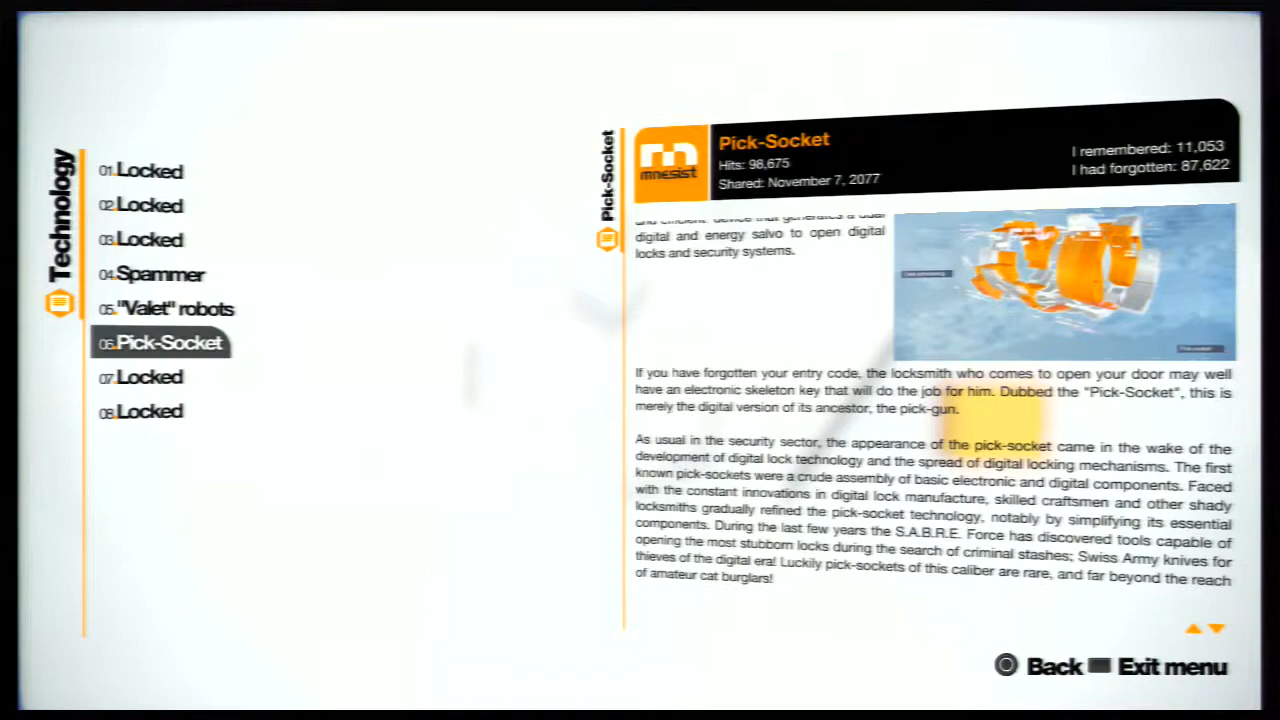 Technology
01.Locked
02.Locked
03.Locked
04.Spammer
05."Valet" robots
06.Pick-Socket
07.Locked
08.Locked
Pick-Socket
mnesist
Pick-Socket
Hits: 98,675
Shared: November 7, 2077
I remembered: 11,053
I had forgotten: 87,622
and efficient device that generates a dual
digital and energy salvo to open digital
locks and security systems.
If you have forgotten your entry code, the locksmith who comes to open your door may well
have an electronic skeleton key that will do the job for him. Dubbed the "Pick-Socket", this is
merely the digital version of its ancestor, the pick-gun.
As usual in the security sector, the appearance of the pick-socket came in the wake of the
development of digital lock technology and the spread of digital locking mechanisms. The first
known pick-sockets were a crude assembly of basic electronic and digital components. Faced
with the constant innovations in digital lock manufacture, skilled craftsmen and other shady
locksmiths gradually refined the pick-socket technology, notably by simplifying its essential
components. During the last few years the S.A.B.R.E. Force has discovered tools capable of
opening the most stubborn locks during the search of criminal stashes; Swiss Army knives for
thieves of the digital era! Luckily pick-sockets of this caliber are rare, and far beyond the reach
of amateur cat burglars!
Back Exit menu